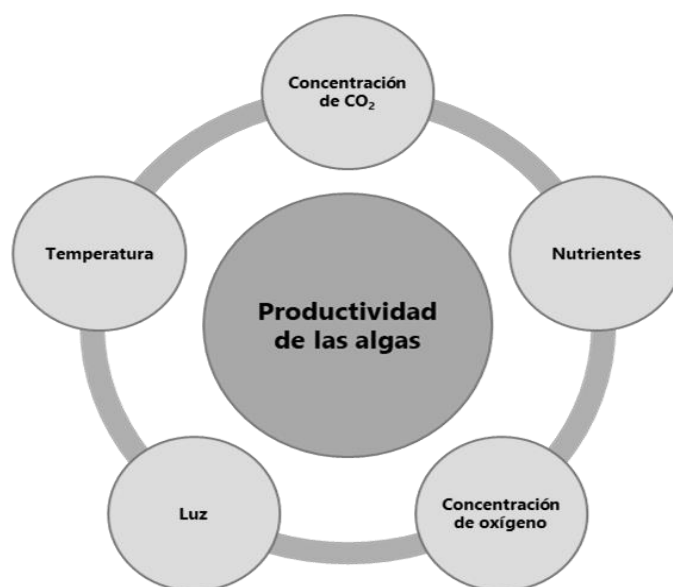 Concentración
de CO₂
Temperatura
Nutrientes
Productividad
de las algas
Luz
Concentración
de oxígeno